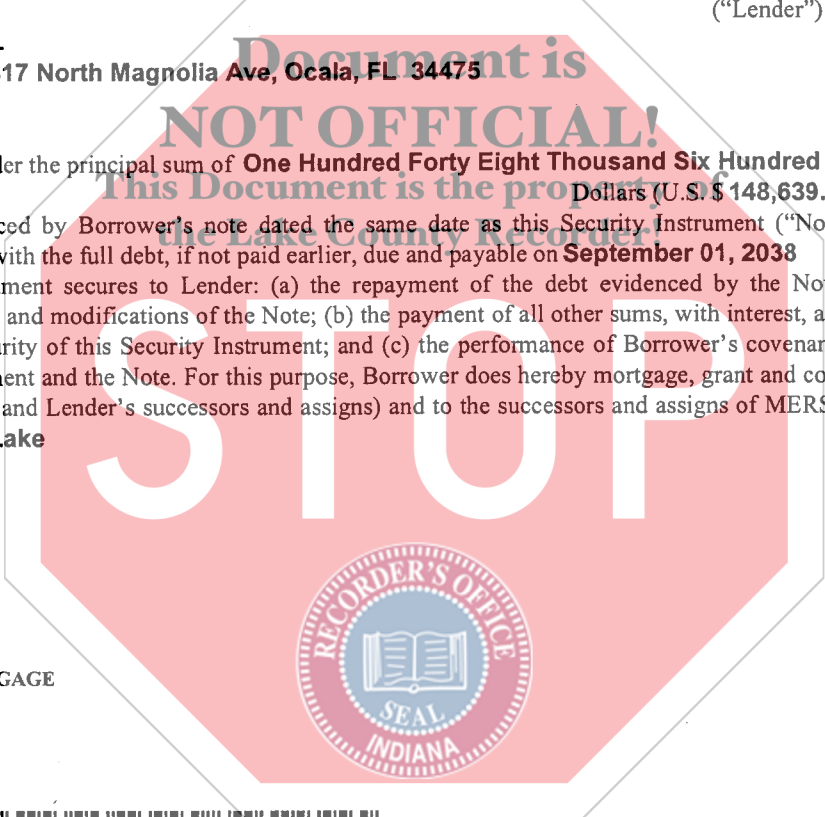 ("Lender")
17 North Magnolia Ave, Ocala, FL 34475
Document is
NOT OFFICIAL!
er the principal sum of One Hundred Forty Eight Thousand Six Hundred
This Document is the property of
Dollars (U.S. $ 148,639.
ced by Borrower's note dated the same date as this Security Instrument ("No
the Lake County Recorder!
with the full debt, if not paid earlier, due and payable on September 01, 2038
ment secures to Lender: (a) the repayment of the debt evidenced by the No
and modifications of the Note; (b) the payment of all other sums, with interest, a
rity of this Security Instrument; and (c) the performance of Borrower's covenan
ent and the Note. For this purpose, Borrower does hereby mortgage, grant and co
and Lender's successors and assigns) and to the successors and assigns of MERS
Lake
STOP
RECORDER'S OFFICE
SEAL
INDIANA
GAGE